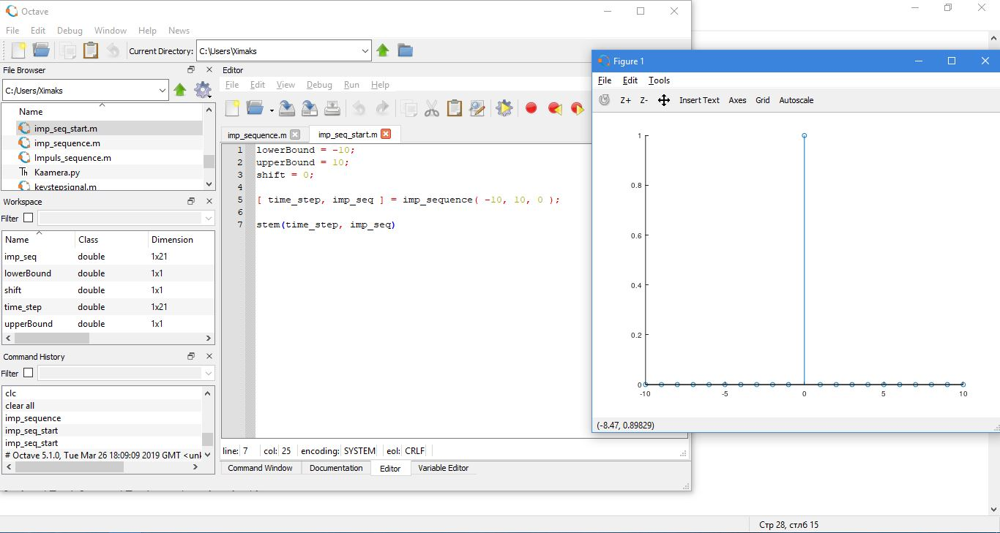 Octave
File Edit Debug Window Help News
Current Directory: C:\Users\Ximaks
File Browser
C:/Users/Ximaks
Name
imp_seq_start.m
imp_sequence.m
Impuls_sequence.m
Kaamera.py
keystepsignal.m
Workspace
Filter
Name Class Dimension
imp_seq double 1x21
lowerBound double 1x1
shift double 1x1
time_step double 1x21
upperBound double 1x1
Command History
Filter
clc
clear all
imp_sequence
imp_seq_start
imp_seq_start
# Octave 5.1.0, Tue Mar 26 18:09:09 2019 GMT <unk
Editor
File Edit View Debug Run Help
imp_sequence.m imp_seq_start.m
1 lowerBound = -10;
2 upperBound = 10;
3 shift = 0;
4
5 [ time_step, imp_seq ] = imp_sequence( -10, 10, 0 );
6
7 stem(time_step, imp_seq)
line: 7 col: 25 encoding: SYSTEM eol: CRLF
Command Window Documentation Editor Variable Editor
Figure 1
File Edit Tools
Z+ Z- Insert Text Axes Grid Autoscale
1
0.8
0.6
0.4
0.2
0
-10 -5 0 5 10
(-8.47, 0.89829)
Стр 28, стлб 15